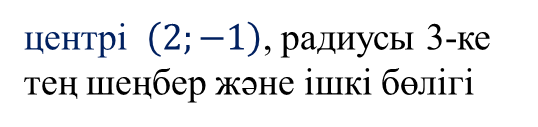 центрі (2; −1), радиусы 3-ке
тең шеңбер және ішкі бөлігі